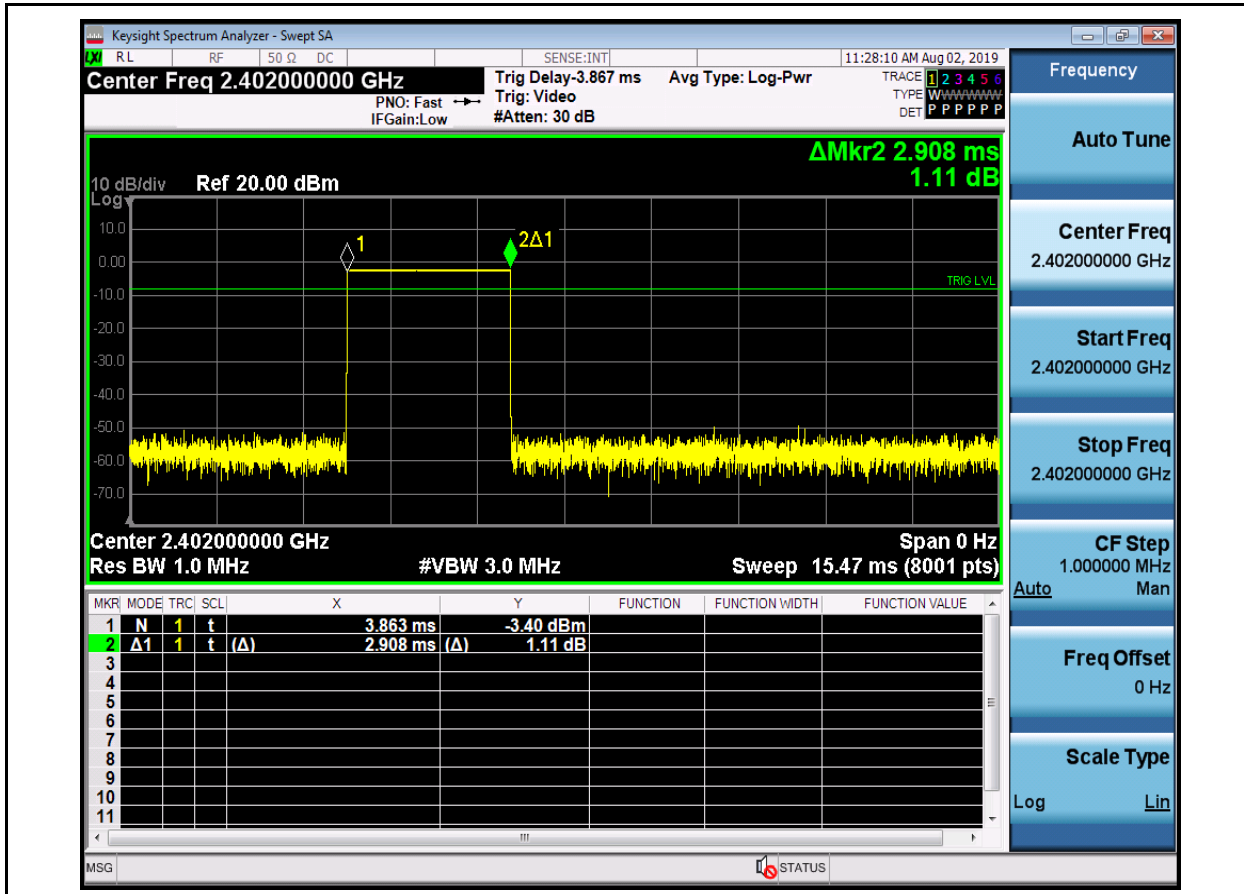 Keysight Spectrum Analyzer - Swept SA
LXI RL RF 50 Ω DC SENSE:INT 11:28:10 AM Aug 02, 2019
Center Freq 2.402000000 GHz
PNO: Fast
IFGain:Low
Trig Delay-3.867 ms
Trig: Video
#Atten: 30 dB
Avg Type: Log-Pwr
TRACE 1 2 3 4 5 6
TYPE WWWWWW
DET P P P P P P
ΔMkr2 2.908 ms
1.11 dB
10 dB/div Ref 20.00 dBm
Log
10.0
0.00
-10.0
-20.0
-30.0
-40.0
-50.0
-60.0
-70.0
1
2Δ1
TRIG LVL
Center 2.402000000 GHz Span 0 Hz
Res BW 1.0 MHz #VBW 3.0 MHz Sweep 15.47 ms (8001 pts)
MKR MODE TRC SCL X Y FUNCTION FUNCTION WIDTH FUNCTION VALUE
1 N 1 t 3.863 ms -3.40 dBm
2 Δ1 1 t (Δ) 2.908 ms (Δ) 1.11 dB
3
4
5
6
7
8
9
10
11
MSG STATUS
Frequency
Auto Tune
Center Freq
2.402000000 GHz
Start Freq
2.402000000 GHz
Stop Freq
2.402000000 GHz
CF Step
1.000000 MHz
Auto Man
Freq Offset
0 Hz
Scale Type
Log Lin